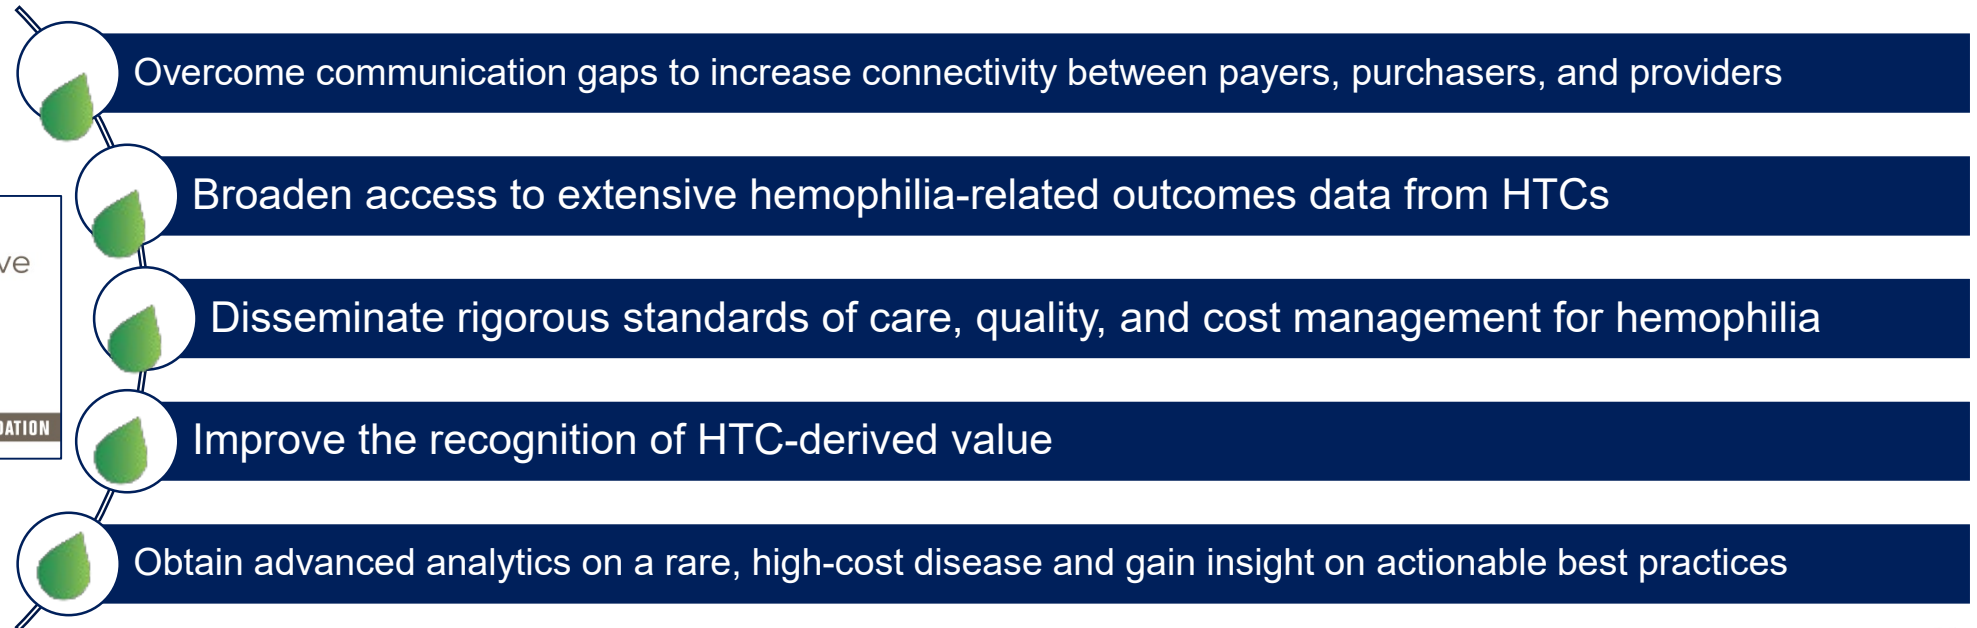 Overcome communication gaps to increase connectivity between payers, purchasers, and providers
Broaden access to extensive hemophilia-related outcomes data from HTCs
Disseminate rigorous standards of care, quality, and cost management for hemophilia
Improve the recognition of HTC-derived value
Obtain advanced analytics on a rare, high-cost disease and gain insight on actionable best practices